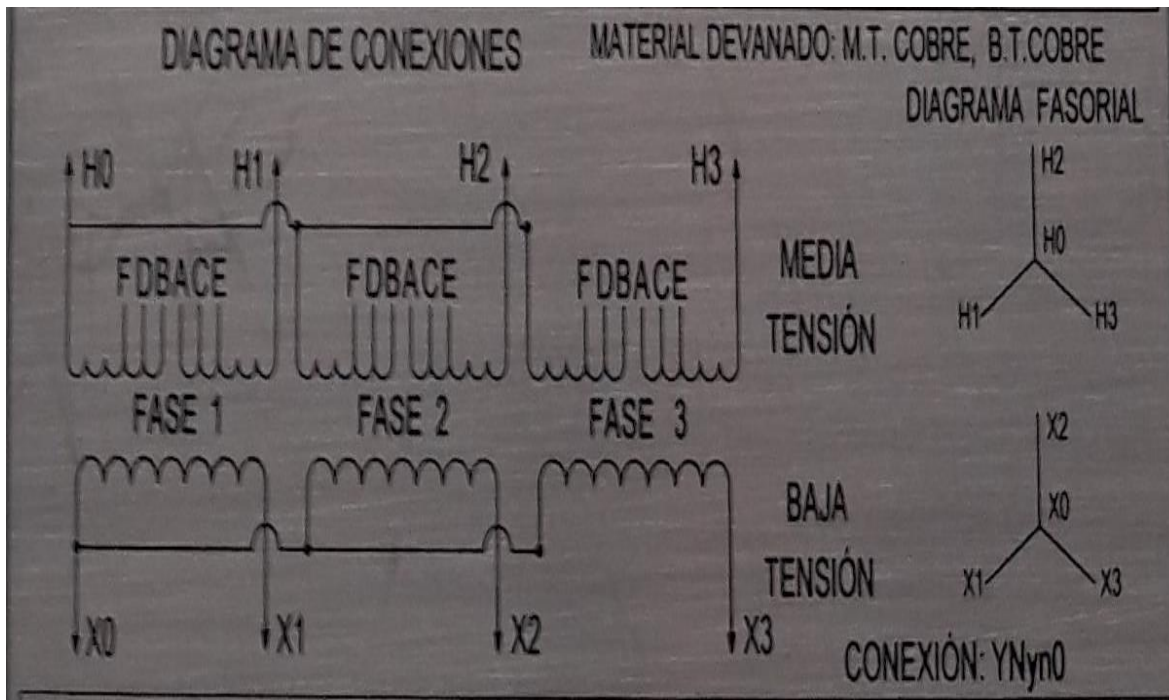 DIAGRAMA DE CONEXIONES
MATERIAL DEVANADO: M.T. COBRE, B.T.COBRE
DIAGRAMA FASORIAL
H0 H1 H2 H3
H2
H0
H1 H3
FDBACE FDBACE FDBACE
MEDIA
TENSIÓN
FASE 1 FASE 2 FASE 3
BAJA
TENSIÓN
X2
X0
X1 X3
X0 X1 X2 X3
CONEXIÓN: YNyn0